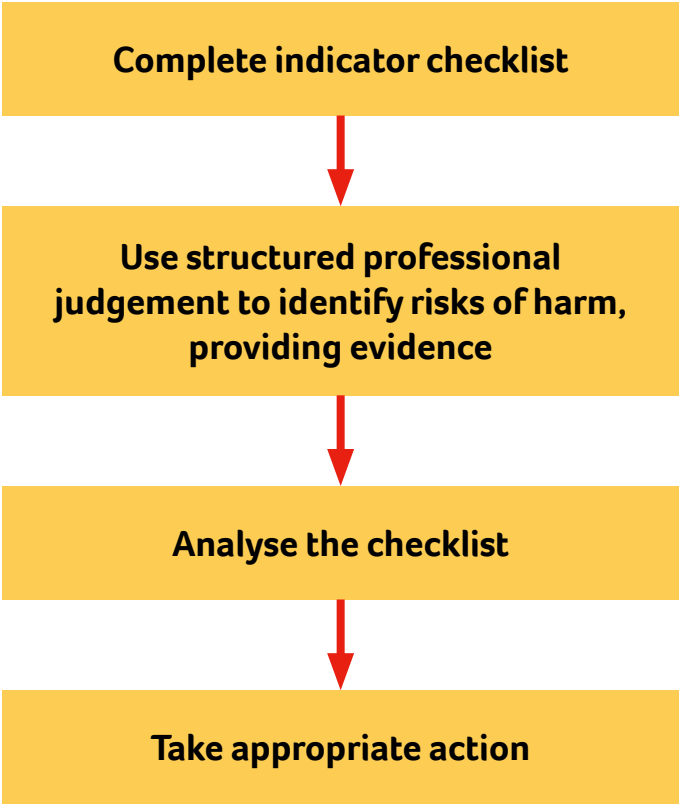 Complete indicator checklist
Use structured professional
judgement to identify risks of harm,
providing evidence
Analyse the checklist
Take appropriate action